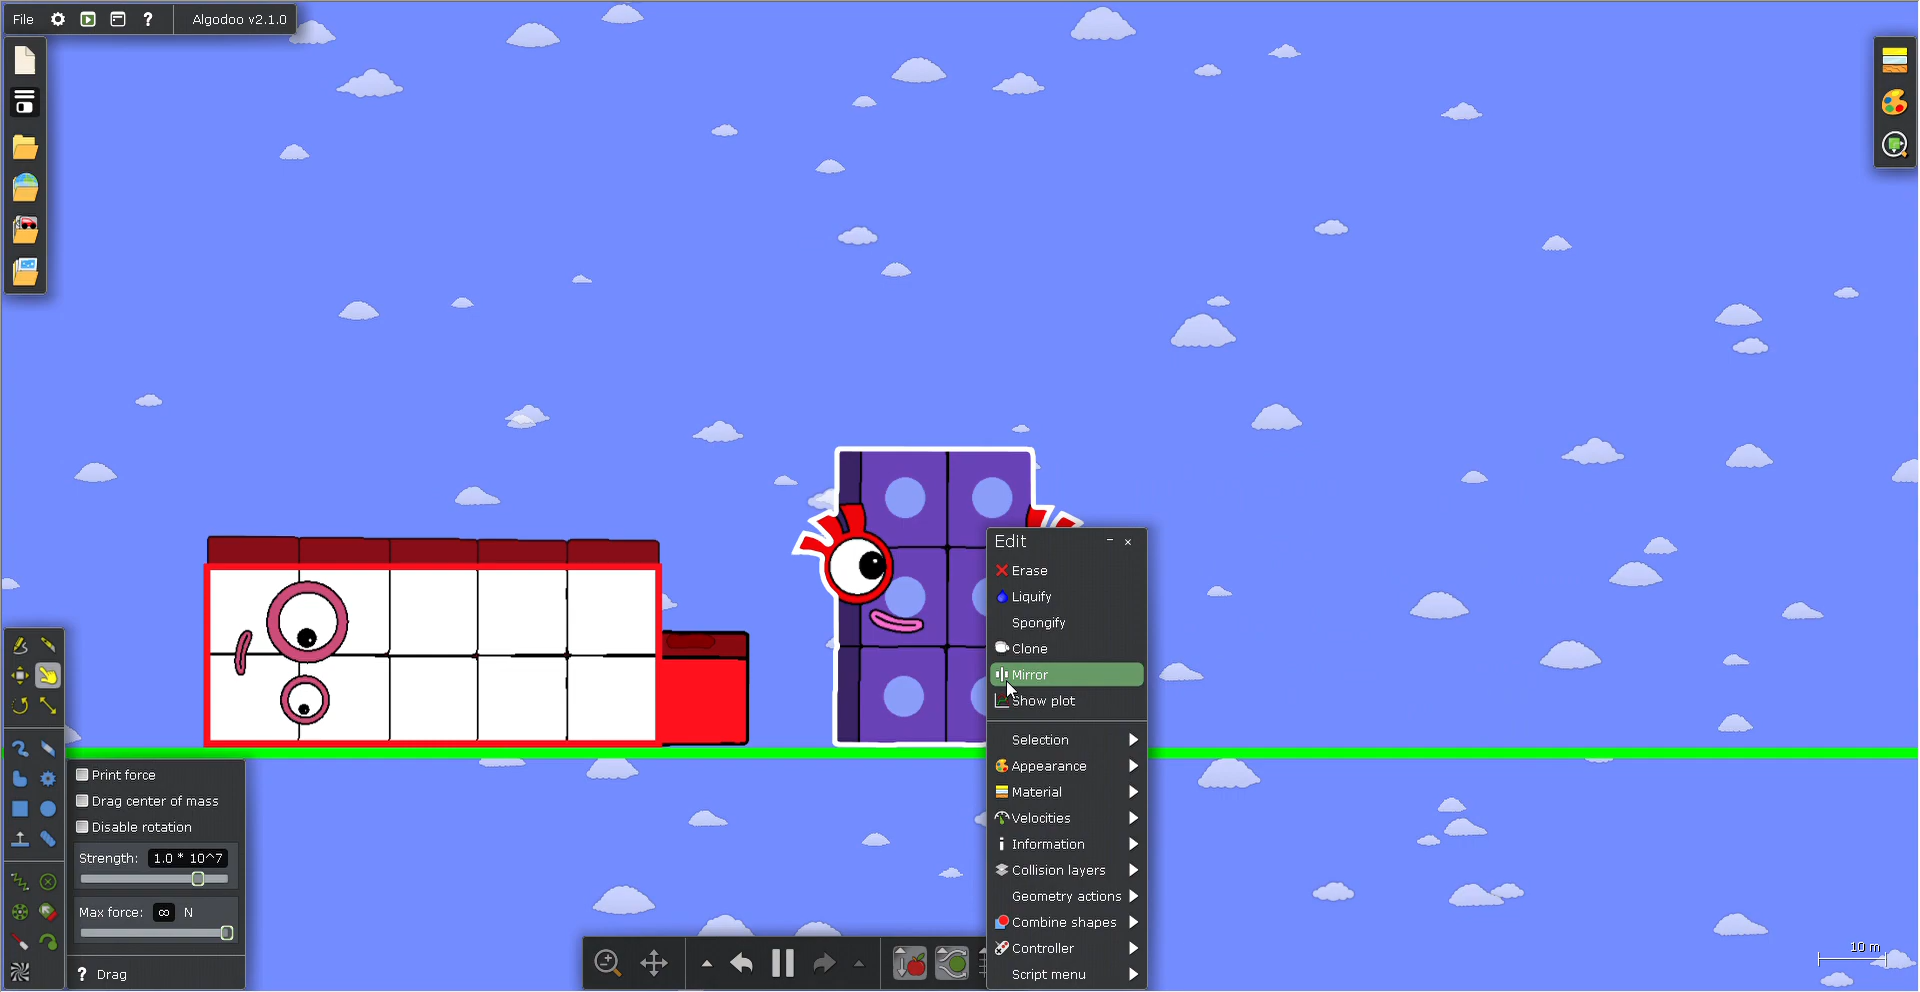 File ? Algodoo v2.1.0
Edit
Erase
Liquify
Spongify
Clone
Mirror
Show plot
Selection
Appearance
Material
Velocities
Information
Collision layers
Geometry actions
Combine shapes
Controller
Script menu
Print force
Drag center of mass
Disable rotation
Strength: 1.0 * 10^7
Max force: ∞ N
? Drag
10 m